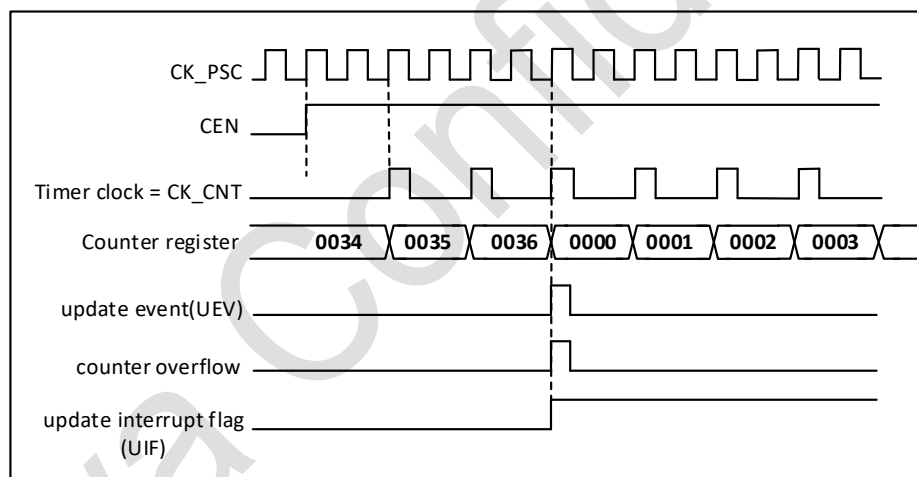 CK_PSC
CEN
Timer clock = CK_CNT
Counter register 0034 0035 0036 0000 0001 0002 0003
update event(UEV)
counter overflow
update interrupt flag
(UIF)